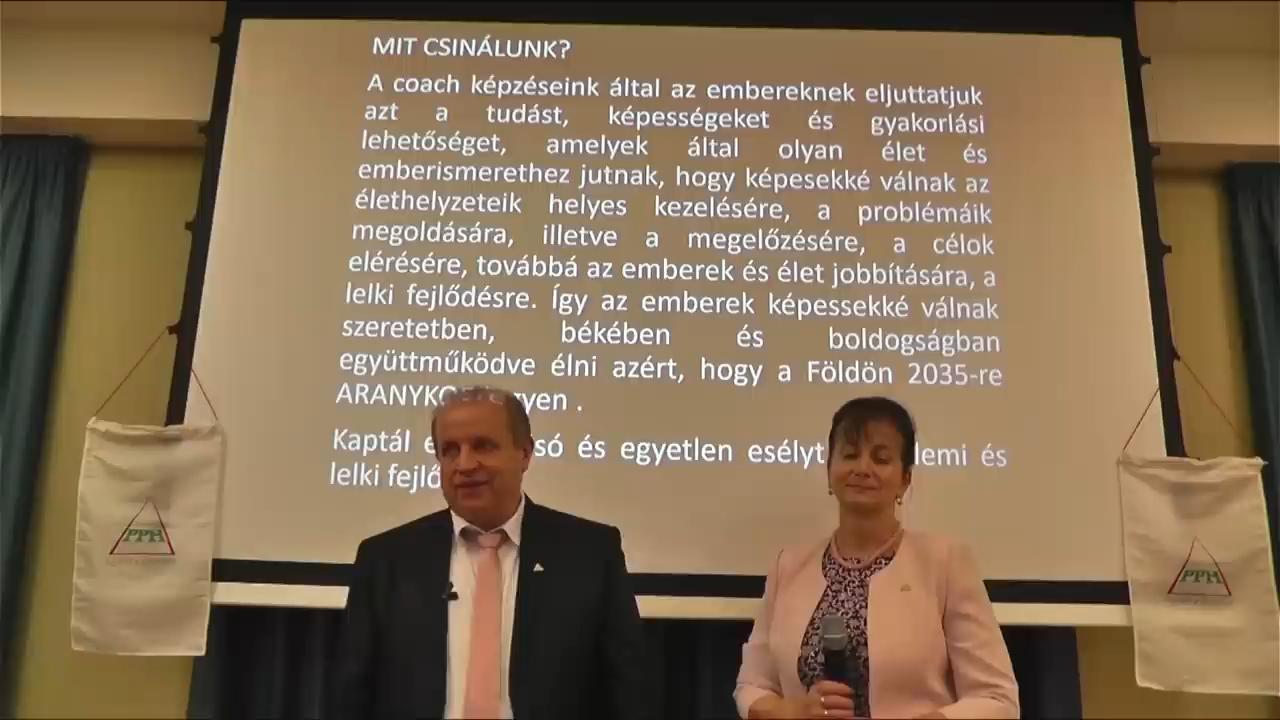 MIT CSINÁLUNK?
A coach képzéseink által az embereknek eljuttatjuk
azt a tudást, képességeket és gyakorlási
lehetőséget, amelyek által olyan élet és
emberismerethez jutnak, hogy képesekké válnak az
élethelyzeteik helyes kezelésére, a problémáik
megoldására, illetve a megelőzésére, a célok
elérésére, továbbá az emberek és élet jobbítására, a
lelki fejlődésre. Így az emberek képessekké válnak
szeretetben, békében és boldogságban
együttműködve élni azért, hogy a Földön 2035-re
Kaptál és egyetlen
PPH
PPH